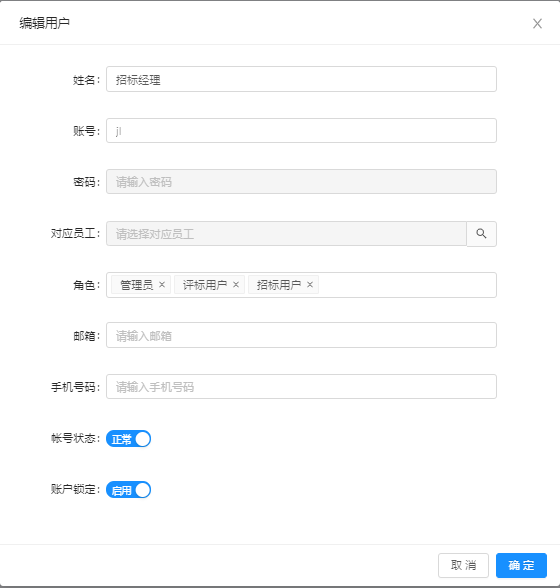 编辑用户
姓名: 招标经理
账号: jl
密码: 请输入密码
对应员工: 请选择对应员工
角色: 管理员 × 评标用户 × 招标用户 ×
邮箱: 请输入邮箱
手机号码: 请输入手机号码
帐号状态: 正常
账户锁定: 启用
取 消 确 定